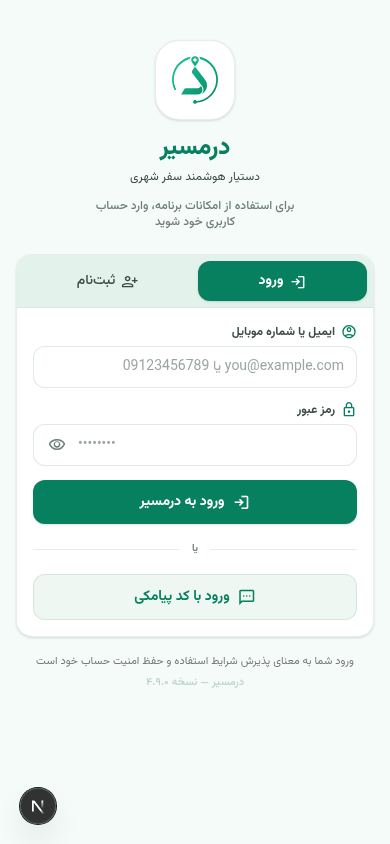 درمسیر
دستیار هوشمند سفر شهری
برای استفاده از امکانات برنامه، وارد حساب
کاربری خود شوید
ورود
ثبت‌نام
ایمیل یا شماره موبایل
you@example.com یا 09123456789
رمز عبور
••••••••
ورود به درمسیر
یا
ورود با کد پیامکی
ورود شما به معنای پذیرش شرایط استفاده و حفظ امنیت حساب خود است
درمسیر — نسخه ۴.۹.۰
N